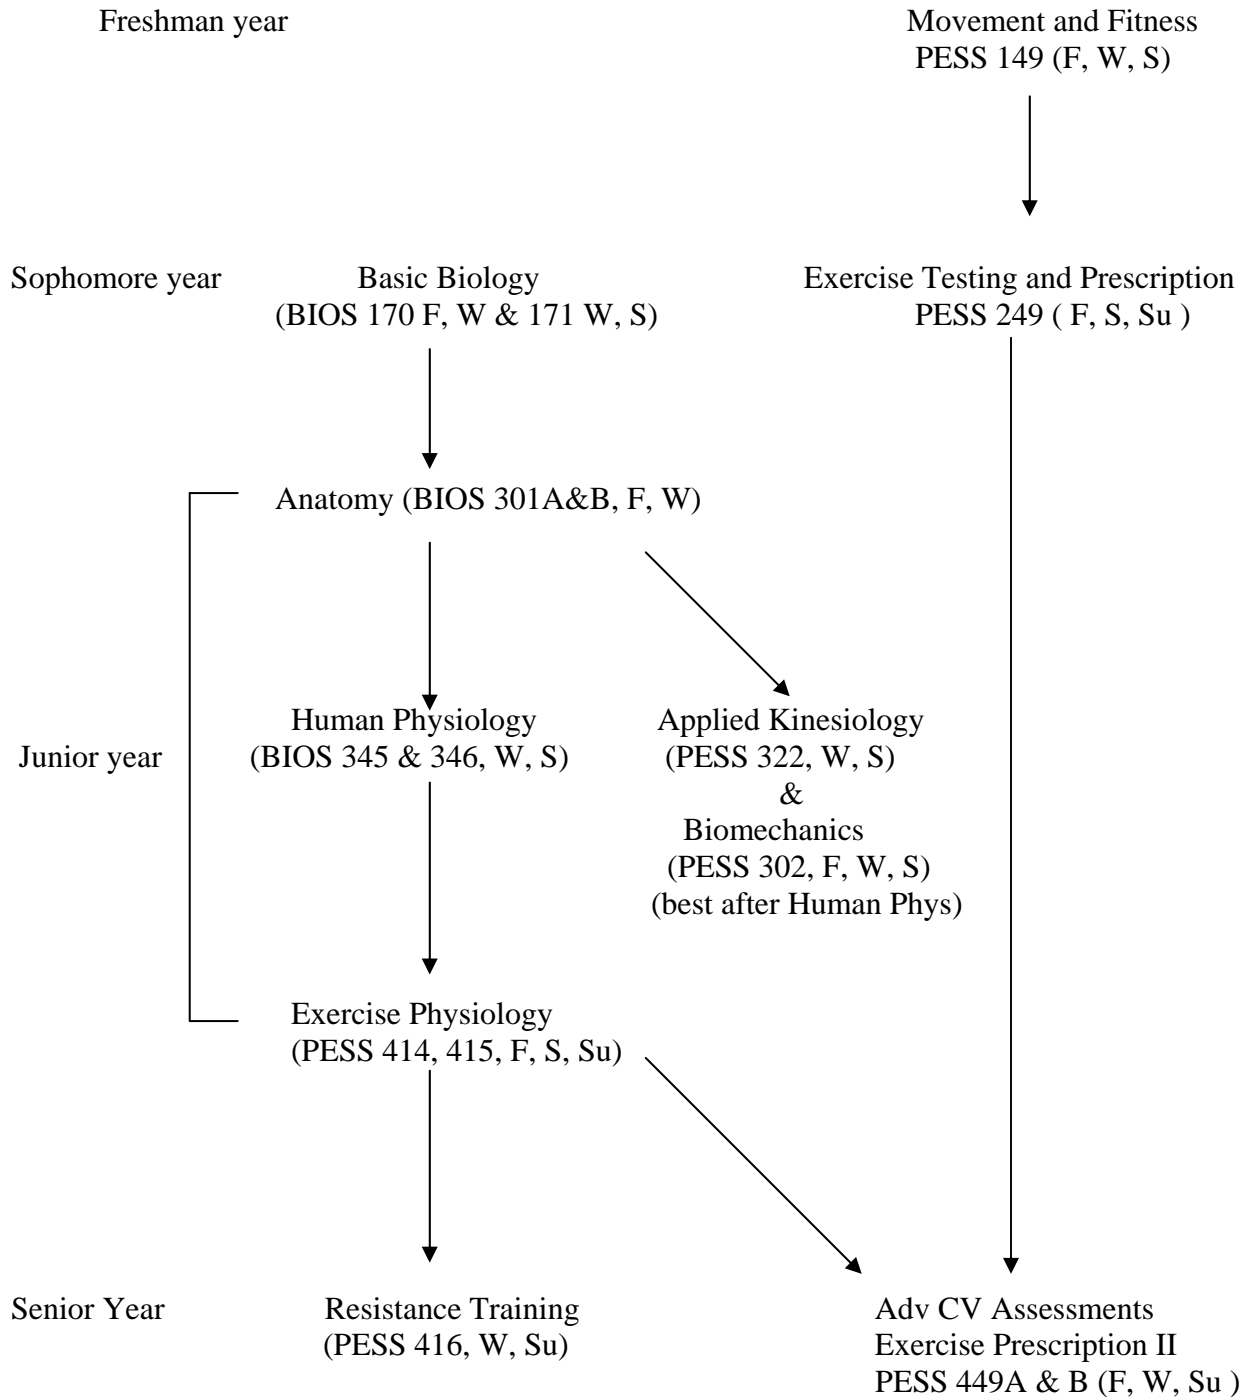 Freshman year
Movement and Fitness
PESS 149 (F, W, S)
Sophomore year
Basic Biology
(BIOS 170 F, W & 171 W, S)
Exercise Testing and Prescription
PESS 249 ( F, S, Su )
Anatomy (BIOS 301A&B, F, W)
Junior year
Human Physiology
(BIOS 345 & 346, W, S)
Applied Kinesiology
(PESS 322, W, S)
&
Biomechanics
(PESS 302, F, W, S)
(best after Human Phys)
Exercise Physiology
(PESS 414, 415, F, S, Su)
Senior Year
Resistance Training
(PESS 416, W, Su)
Adv CV Assessments
Exercise Prescription II
PESS 449A & B (F, W, Su )